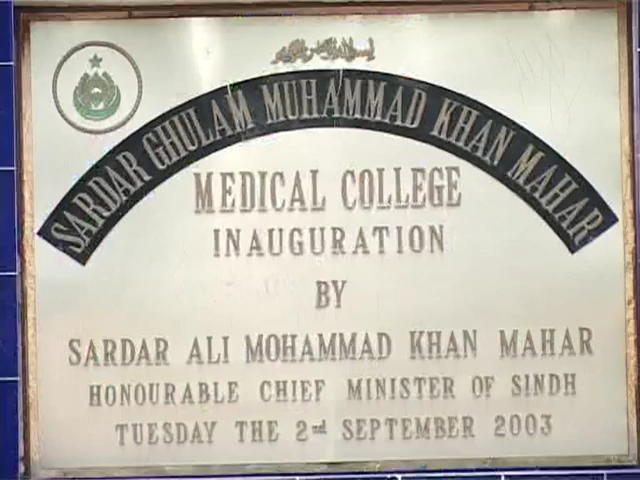 SARDAR GHULAM MUHAMMAD KHAN MAHAR
MEDICAL COLLEGE
INAUGURATION
BY
SARDAR ALI MOHAMMAD KHAN MAHAR
HONOURABLE CHIEF MINISTER OF SINDH
TUESDAY THE 2nd SEPTEMBER 2003